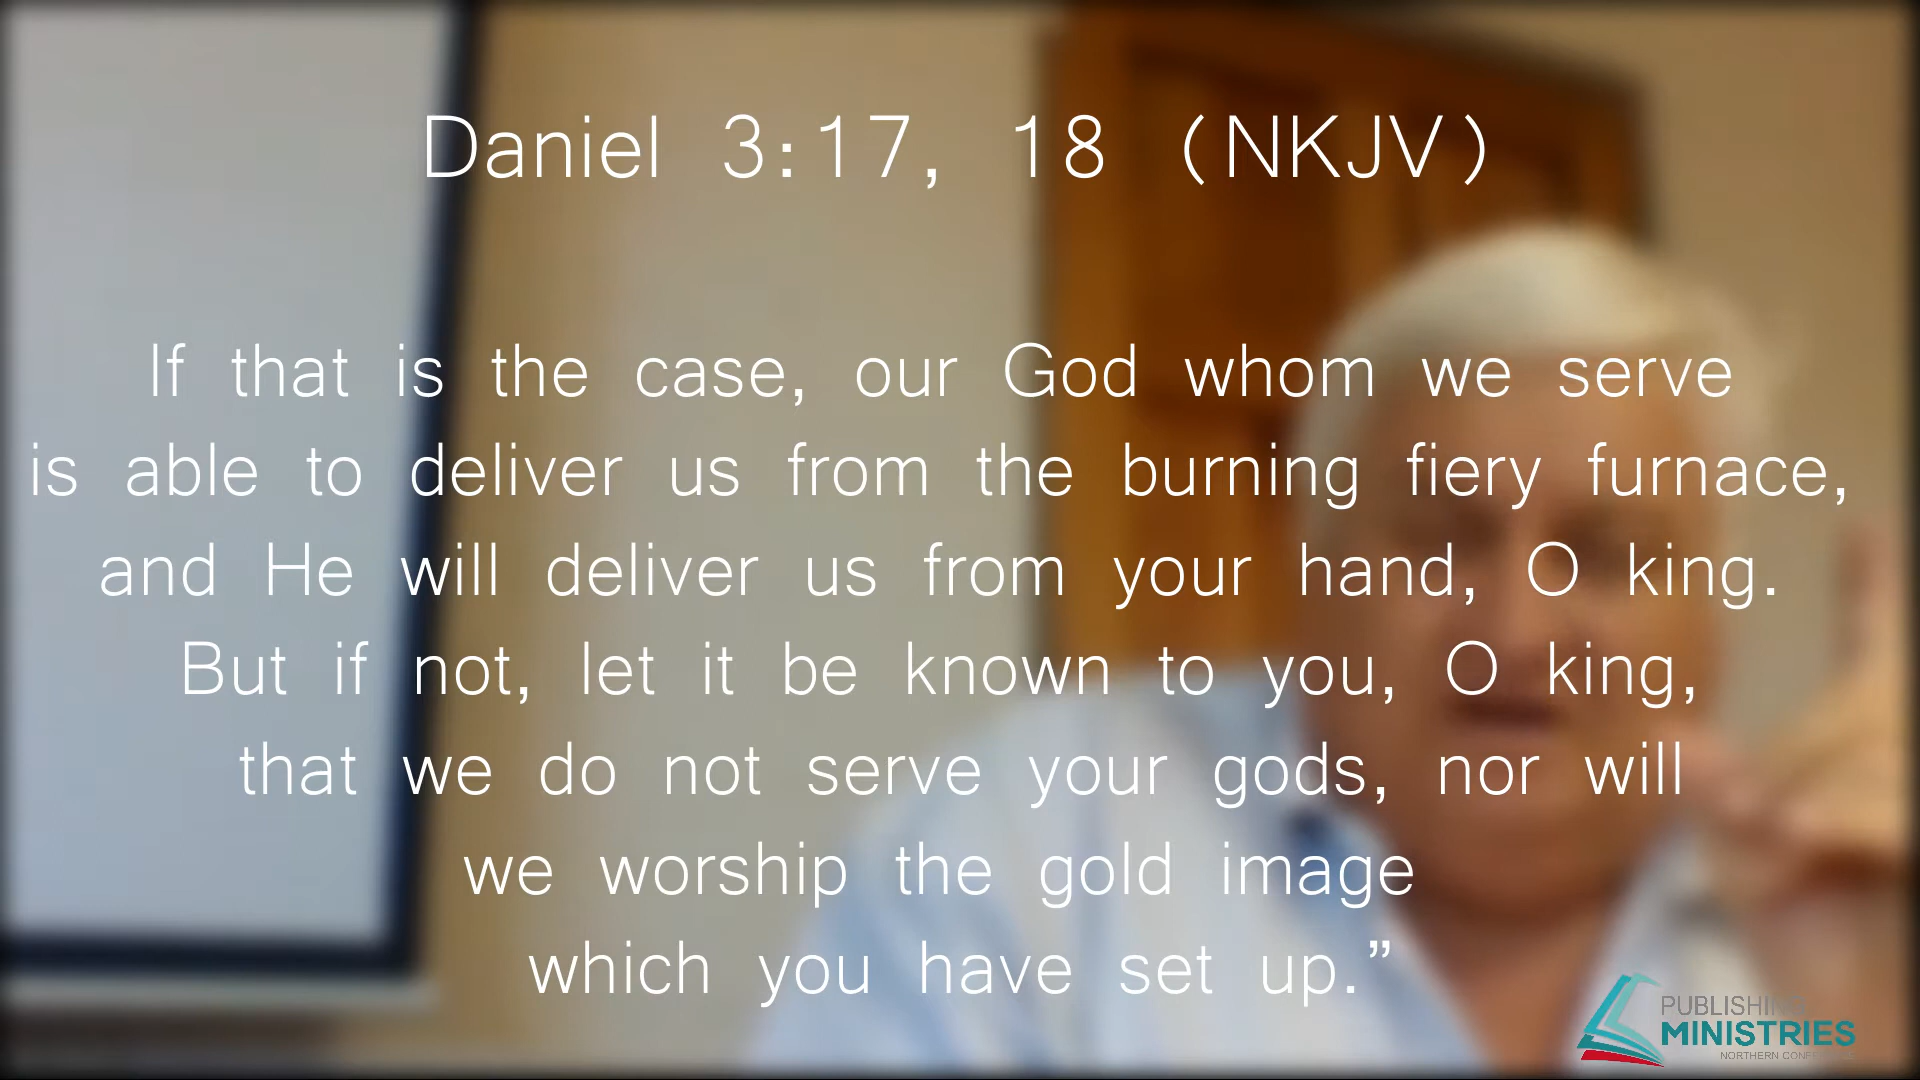 Daniel 3:17, 18 (NKJV)
If that is the case, our God whom we serve
is able to deliver us from the burning fiery furnace,
and He will deliver us from your hand, O king.
But if not, let it be known to you, O king,
that we do not serve your gods, nor will
we worship the gold image
which you have set up.”
PUBLISHING
MINISTRIES
NORTHERN